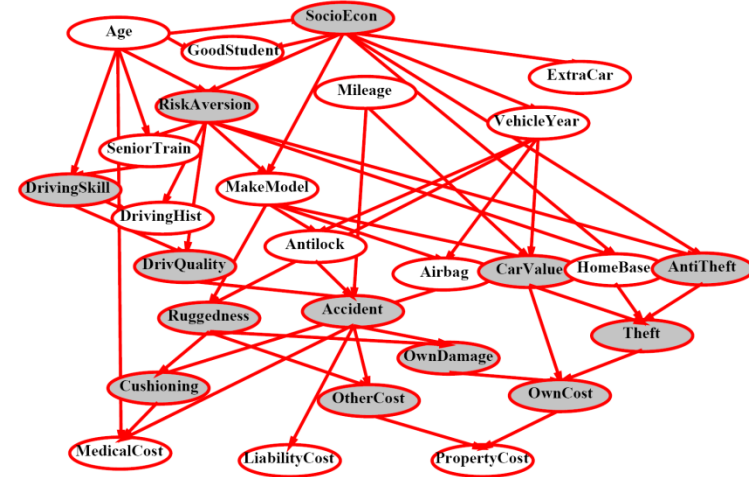 SocioEcon
Age
GoodStudent
ExtraCar
Mileage
RiskAversion
VehicleYear
SeniorTrain
DrivingSkill
MakeModel
DrivingHist
Antilock
DrivQuality
Airbag
CarValue
HomeBase
AntiTheft
Ruggedness
Accident
Theft
OwnDamage
Cushioning
OtherCost
OwnCost
MedicalCost
LiabilityCost
PropertyCost